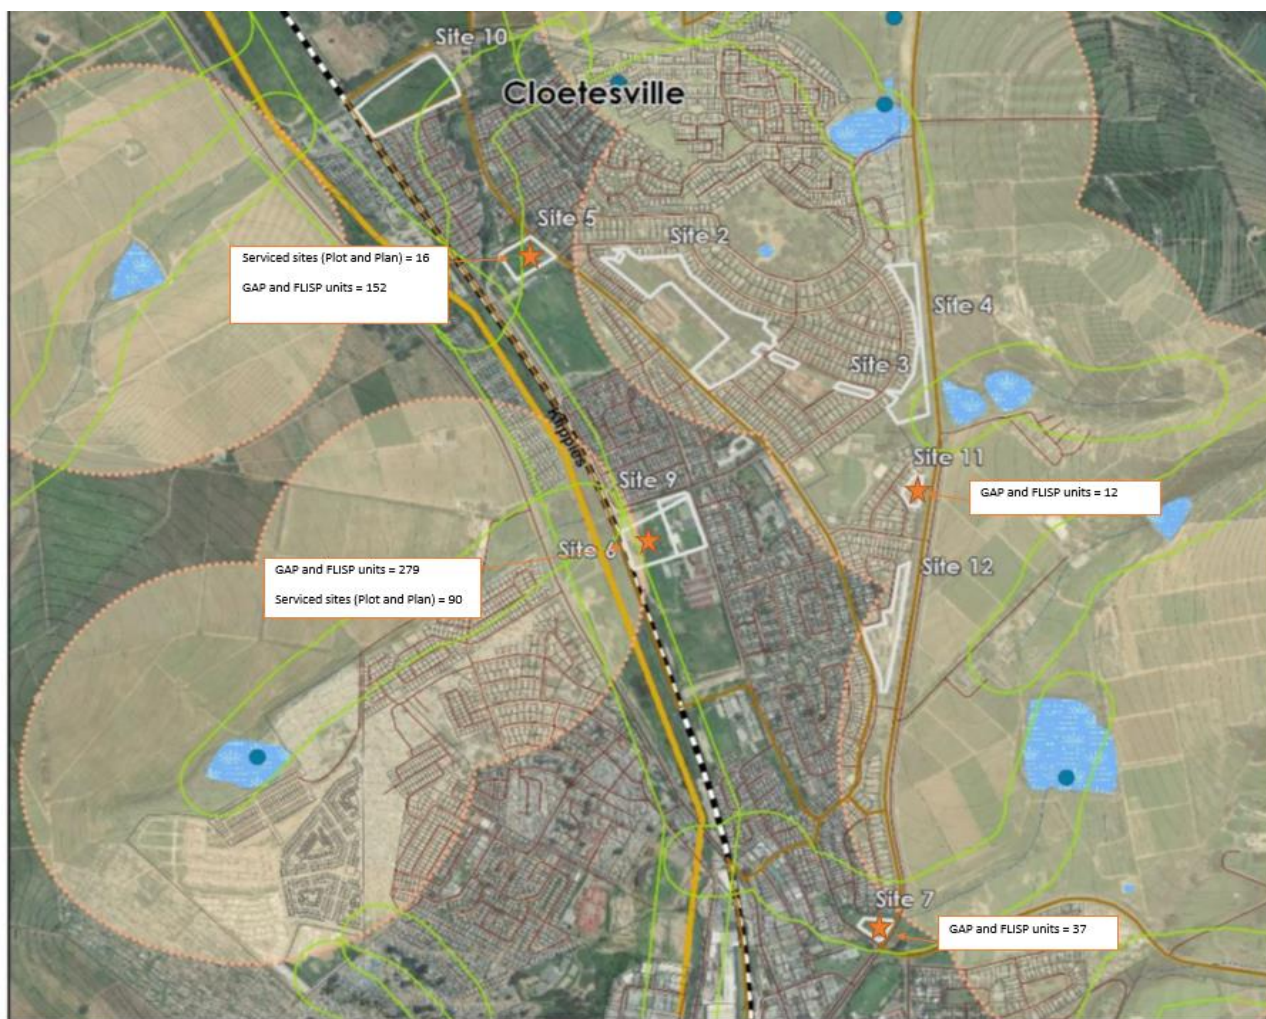 Site 10
Cloetesville
Site 5
Site 2
Serviced sites (Plot and Plan) = 16
GAP and FLISP units = 152
Site 4
Site 3
Klippies
Site 11
Site 9
GAP and FLISP units = 12
Site 6
GAP and FLISP units = 279
Serviced sites (Plot and Plan) = 90
Site 12
Site 7
GAP and FLISP units = 37